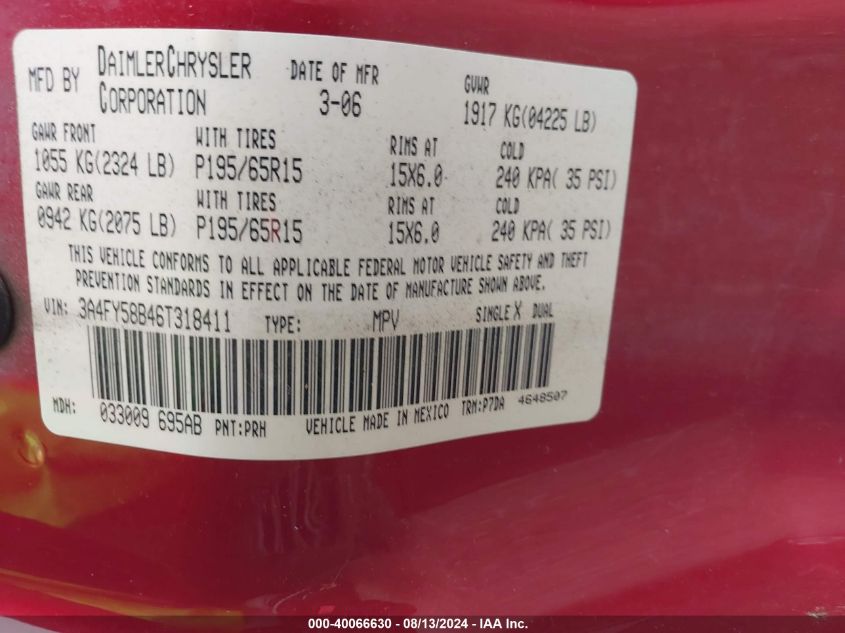 MFD BY DAIMLERCHRYSLER CORPORATION DATE OF MFR 3-06 GVWR 1917 KG(04225 LB)
GAWR FRONT WITH TIRES RIMS AT COLD
1055 KG(2324 LB) P195/65R15 15X6.0 240 KPA( 35 PSI)
GAWR REAR WITH TIRES RIMS AT COLD
0942 KG(2075 LB) P195/65R15 15X6.0 240 KPA( 35 PSI)
THIS VEHICLE CONFORMS TO ALL APPLICABLE FEDERAL MOTOR VEHICLE SAFETY AND THEFT
PREVENTION STANDARDS IN EFFECT ON THE DATE OF MANUFACTURE SHOWN ABOVE.
VIN: 3A4FY58B46T318411 TYPE: MPV SINGLE X DUAL
MDH: 033009 695AB PNT:PRH VEHICLE MADE IN MEXICO TRM:P7DA 4648507
000-40066630 - 08/13/2024 - IAA Inc.